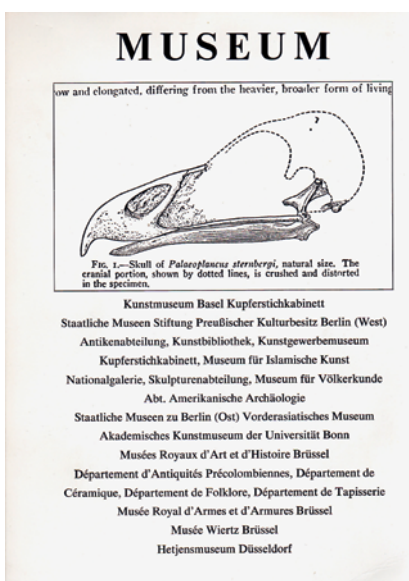 MUSEUM
ow and elongated, differing from the heavier, broader form of living
?
FIG. 1.—Skull of Palaeoplancus sternbergi, natural size. The
cranial portion, shown by dotted lines, is crushed and distorted
in the specimen.
Kunstmuseum Basel Kupferstichkabinett
Staatliche Museen Stiftung Preußischer Kulturbesitz Berlin (West)
Antikenabteilung, Kunstbibliothek, Kunstgewerbemuseum
Kupferstichkabinett, Museum für Islamische Kunst
Nationalgalerie, Skulpturenabteilung, Museum für Völkerkunde
Abt. Amerikanische Archäologie
Staatliche Museen zu Berlin (Ost) Vorderasiatisches Museum
Akademisches Kunstmuseum der Universität Bonn
Musées Royaux d'Art et d'Histoire Brüssel
Département d'Antiquités Précolombiennes, Département de
Céramique, Département de Folklore, Département de Tapisserie
Musée Royal d'Armes et d'Armures Brüssel
Musée Wiertz Brüssel
Hetjensmuseum Düsseldorf